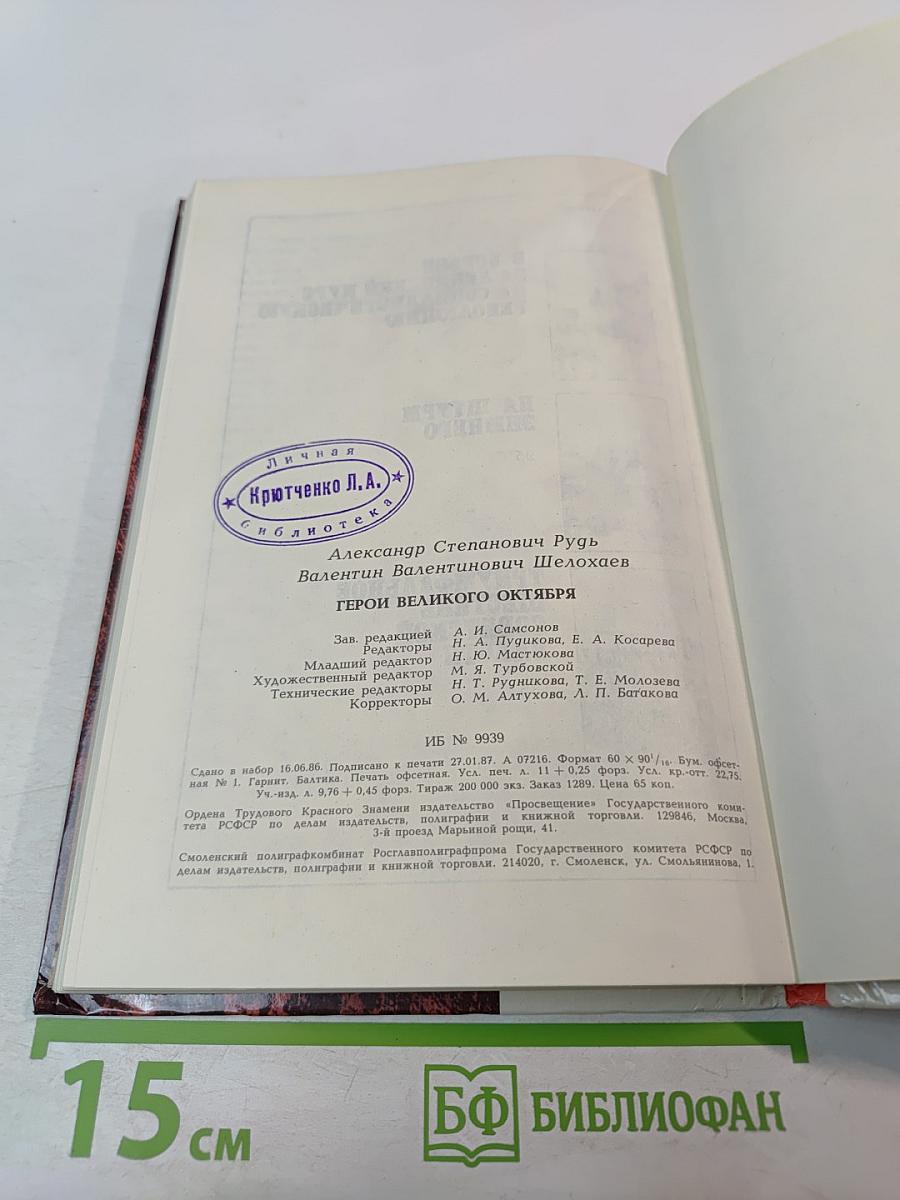 Личная
Крютченко Л. А.
библиотека
Александр Степанович Рудь
Валентин Валентинович Шелохаев
ГЕРОИ ВЕЛИКОГО ОКТЯБРЯ
Зав. редакцией А. И. Самсонов
Редакторы Н. А. Пудикова, Е. А. Косарева
Младший редактор Н. Ю. Мастюкова
Художественный редактор М. Я. Турбовской
Технические редакторы Н. Т. Рудникова, Т. Е. Молозева
Корректоры О. М. Алтухова, Л. П. Батакова
ИБ № 9939
Сдано в набор 16.06.86. Подписано к печати 27.01.87. А 07216. Формат 60 × 90¹/₁₆. Бум. офсет-
ная № 1. Гарнит. Балтика. Печать офсетная. Усл. печ. л. 11 + 0,25 форз. Усл. кр.-отт. 22,75.
Уч.-изд. л. 9,76 + 0,45 форз. Тираж 200 000 экз. Заказ 1289. Цена 65 коп.
Ордена Трудового Красного Знамени издательство «Просвещение» Государственного коми-
тета РСФСР по делам издательств, полиграфии и книжной торговли. 129846, Москва,
3-й проезд Марьиной рощи, 41.
Смоленский полиграфкомбинат Росглавполиграфпрома Государственного комитета РСФСР по
делам издательств, полиграфии и книжной торговли. 214020, г. Смоленск, ул. Смольянинова, 1.
15 см
БФ БИБЛИОФАН